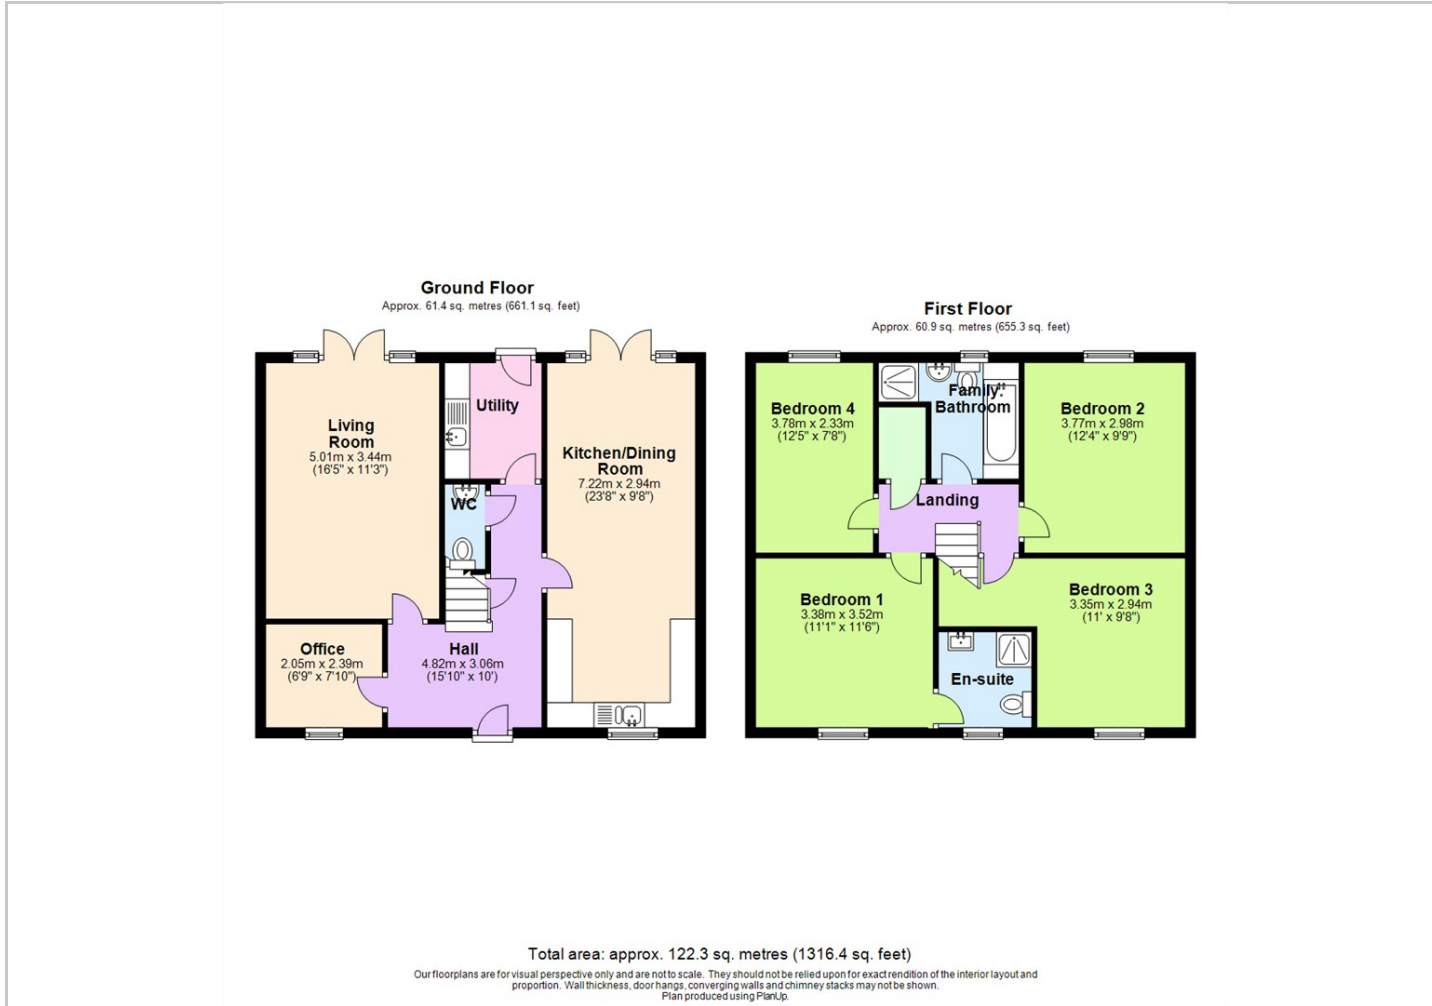 Ground Floor
Approx. 61.4 sq. metres (661.1 sq. feet)
Living
Room
5.01m x 3.44m
(16'5" x 11'3")
Utility
Kitchen/Dining
Room
7.22m x 2.94m
(23'8" x 9'8")
WC
Office
2.05m x 2.39m
(6'9" x 7'10")
Hall
4.82m x 3.06m
(15'10" x 10')
First Floor
Approx. 60.9 sq. metres (655.3 sq. feet)
Bedroom 4
3.78m x 2.33m
(12'5" x 7'8")
Family
Bathroom
Bedroom 2
3.77m x 2.98m
(12'4" x 9'9")
Landing
Bedroom 1
3.38m x 3.52m
(11'1" x 11'6")
Bedroom 3
3.35m x 2.94m
(11' x 9'8")
En-suite
Total area: approx. 122.3 sq. metres (1316.4 sq. feet)
Our floorplans are for visual perspective only and are not to scale. They should not be relied upon for exact rendition of the interior layout and
proportion. Wall thickness, door hangs, converging walls and chimney stacks may not be shown.
Plan produced using PlanUp.